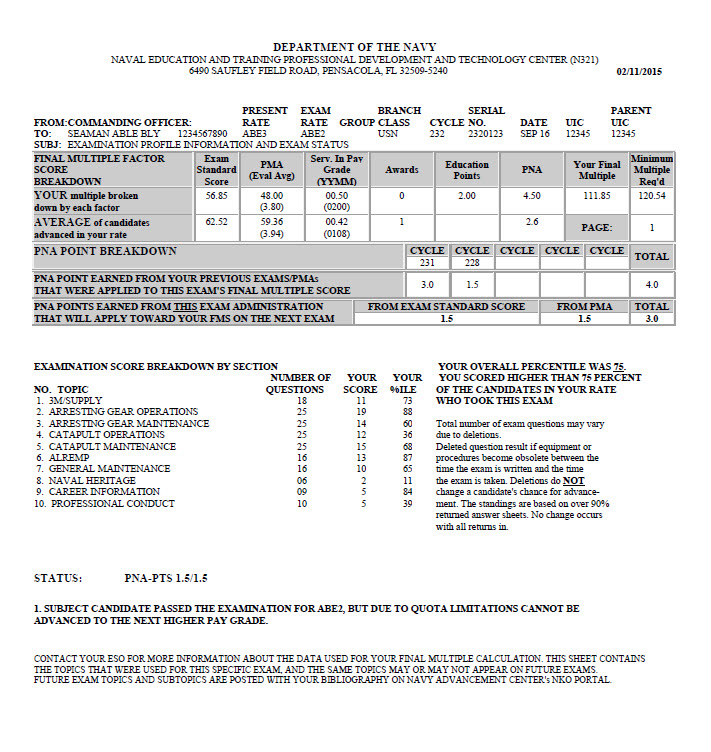 DEPARTMENT OF THE NAVY
NAVAL EDUCATION AND TRAINING PROFESSIONAL DEVELOPMENT AND TECHNOLOGY CENTER (N321)
6490 SAUFLEY FIELD ROAD, PENSACOLA, FL 32509-5240
02/11/2015
PRESENT EXAM BRANCH SERIAL PARENT
FROM:COMMANDING OFFICER: RATE RATE GROUP CLASS CYCLE NO. DATE UIC UIC
TO: SEAMAN ABLE BLY 1234567890 ABE3 ABE2 USN 232 2320123 SEP 16 12345 12345
SUBJ: EXAMINATION PROFILE INFORMATION AND EXAM STATUS
FINAL MULTIPLE FACTOR Exam Serv. In Pay Minimum
SCORE Standard PMA Grade Awards Education PNA Your Final Multiple
BREAKDOWN Score (Eval Avg) (YYMM) Points Multiple Req'd
YOUR multiple broken 56.85 48.00 00.50 0 2.00 4.50 111.85 120.54
down by each factor (3.80) (0200)
AVERAGE of candidates 62.52 59.36 00.42 1 2.6
advanced in your rate (3.94) (0108) PAGE: 1
PNA POINT BREAKDOWN CYCLE CYCLE CYCLE CYCLE CYCLE TOTAL
231 228
PNA POINT EARNED FROM YOUR PREVIOUS EXAMS/PMAs
THAT WERE APPLIED TO THIS EXAM'S FINAL MULTIPLE SCORE 3.0 1.5 4.0
PNA POINTS EARNED FROM THIS EXAM ADMINISTRATION FROM EXAM STANDARD SCORE FROM PMA TOTAL
THAT WILL APPLY TOWARD YOUR FMS ON THE NEXT EXAM 1.5 1.5 3.0
EXAMINATION SCORE BREAKDOWN BY SECTION
NUMBER OF YOUR YOUR
NO. TOPIC QUESTIONS SCORE %ILE
1. 3M/SUPPLY 18 11 73
2. ARRESTING GEAR OPERATIONS 25 19 88
3. ARRESTING GEAR MAINTENANCE 25 14 60
4. CATAPULT OPERATIONS 25 12 36
5. CATAPULT MAINTENANCE 25 15 68
6. ALREMP 16 13 87
7. GENERAL MAINTENANCE 16 10 65
8. NAVAL HERITAGE 06 2 11
9. CAREER INFORMATION 09 5 84
10. PROFESSIONAL CONDUCT 10 5 39
YOUR OVERALL PERCENTILE WAS 75.
YOU SCORED HIGHER THAN 75 PERCENT
OF THE CANDIDATES IN YOUR RATE
WHO TOOK THIS EXAM
Total number of exam questions may vary
due to deletions.
Deleted question result if equipment or
procedures become obsolete between the
time the exam is written and the time
the exam is taken. Deletions do NOT
change a candidate's chance for advance-
ment. The standings are based on over 90%
returned answer sheets. No change occurs
with all returns in.
STATUS: PNA-PTS 1.5/1.5
1. SUBJECT CANDIDATE PASSED THE EXAMINATION FOR ABE2, BUT DUE TO QUOTA LIMITATIONS CANNOT BE
ADVANCED TO THE NEXT HIGHER PAY GRADE.
CONTACT YOUR ESO FOR MORE INFORMATION ABOUT THE DATA USED FOR YOUR FINAL MULTIPLE CALCULATION. THIS SHEET CONTAINS
THE TOPICS THAT WERE USED FOR THIS SPECIFIC EXAM, AND THE SAME TOPICS MAY OR MAY NOT APPEAR ON FUTURE EXAMS.
FUTURE EXAM TOPICS AND SUBTOPICS ARE POSTED WITH YOUR BIBLIOGRAPHY ON NAVY ADVANCEMENT CENTER's NKO PORTAL.